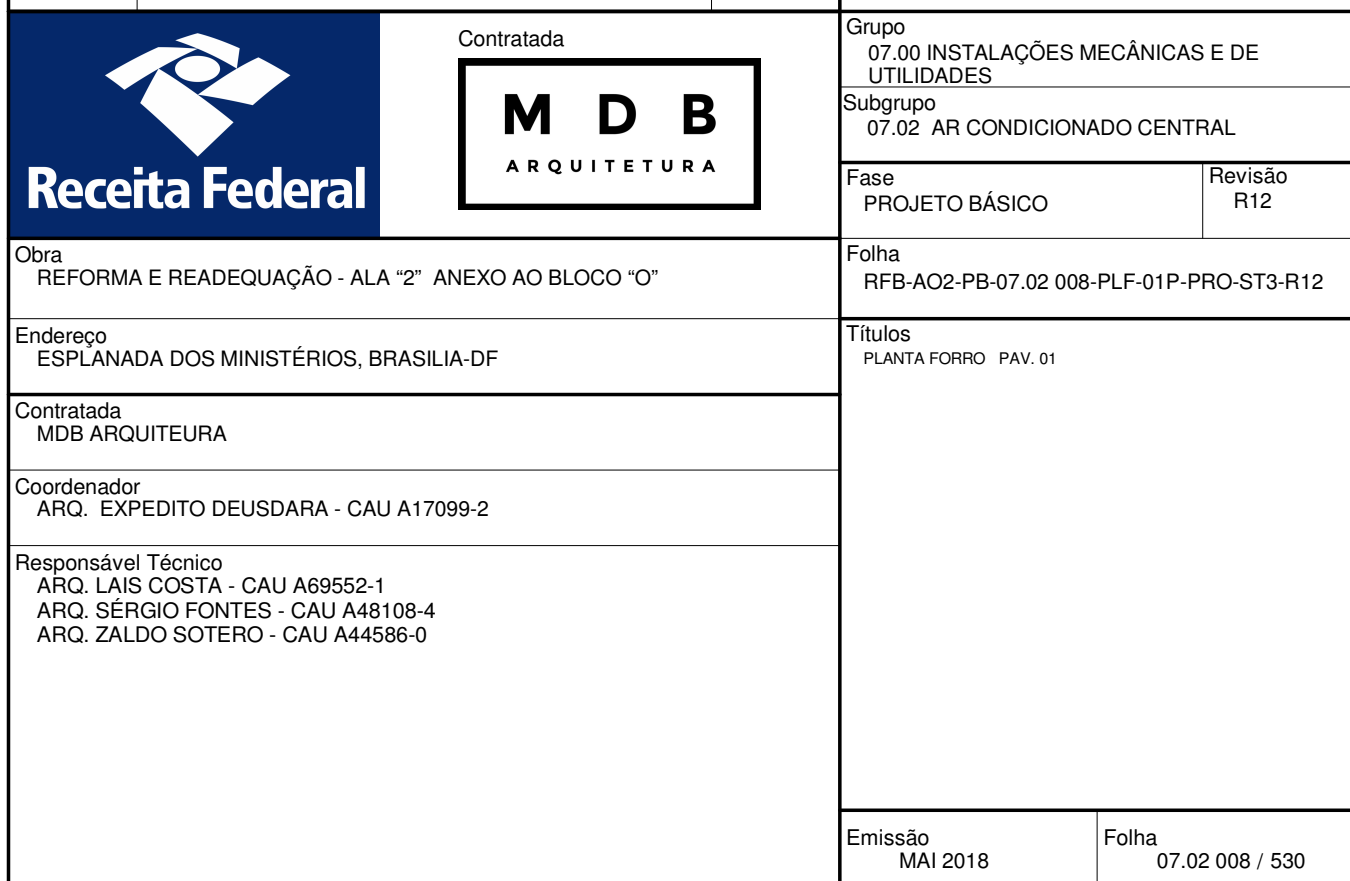 Receita Federal
Contratada
M D B
ARQUITETURA
Grupo
07.00 INSTALAÇÕES MECÂNICAS E DE
UTILIDADES
Subgrupo
07.02 AR CONDICIONADO CENTRAL
Fase
PROJETO BÁSICO
Revisão
R12
Obra
REFORMA E READEQUAÇÃO - ALA “2” ANEXO AO BLOCO “O”
Folha
RFB-AO2-PB-07.02 008-PLF-01P-PRO-ST3-R12
Endereço
ESPLANADA DOS MINISTÉRIOS, BRASILIA-DF
Títulos
PLANTA FORRO PAV. 01
Contratada
MDB ARQUITEURA
Coordenador
ARQ. EXPEDITO DEUSDARA - CAU A17099-2
Responsável Técnico
ARQ. LAIS COSTA - CAU A69552-1
ARQ. SÉRGIO FONTES - CAU A48108-4
ARQ. ZALDO SOTERO - CAU A44586-0
Emissão
MAI 2018
Folha
07.02 008 / 530